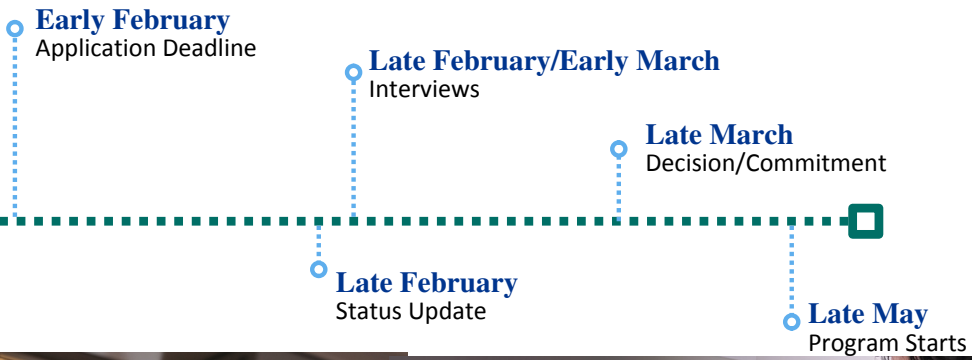 Early February
Application Deadline
Late February/Early March
Interviews
Late March
Decision/Commitment
Late February
Status Update
Late May
Program Starts